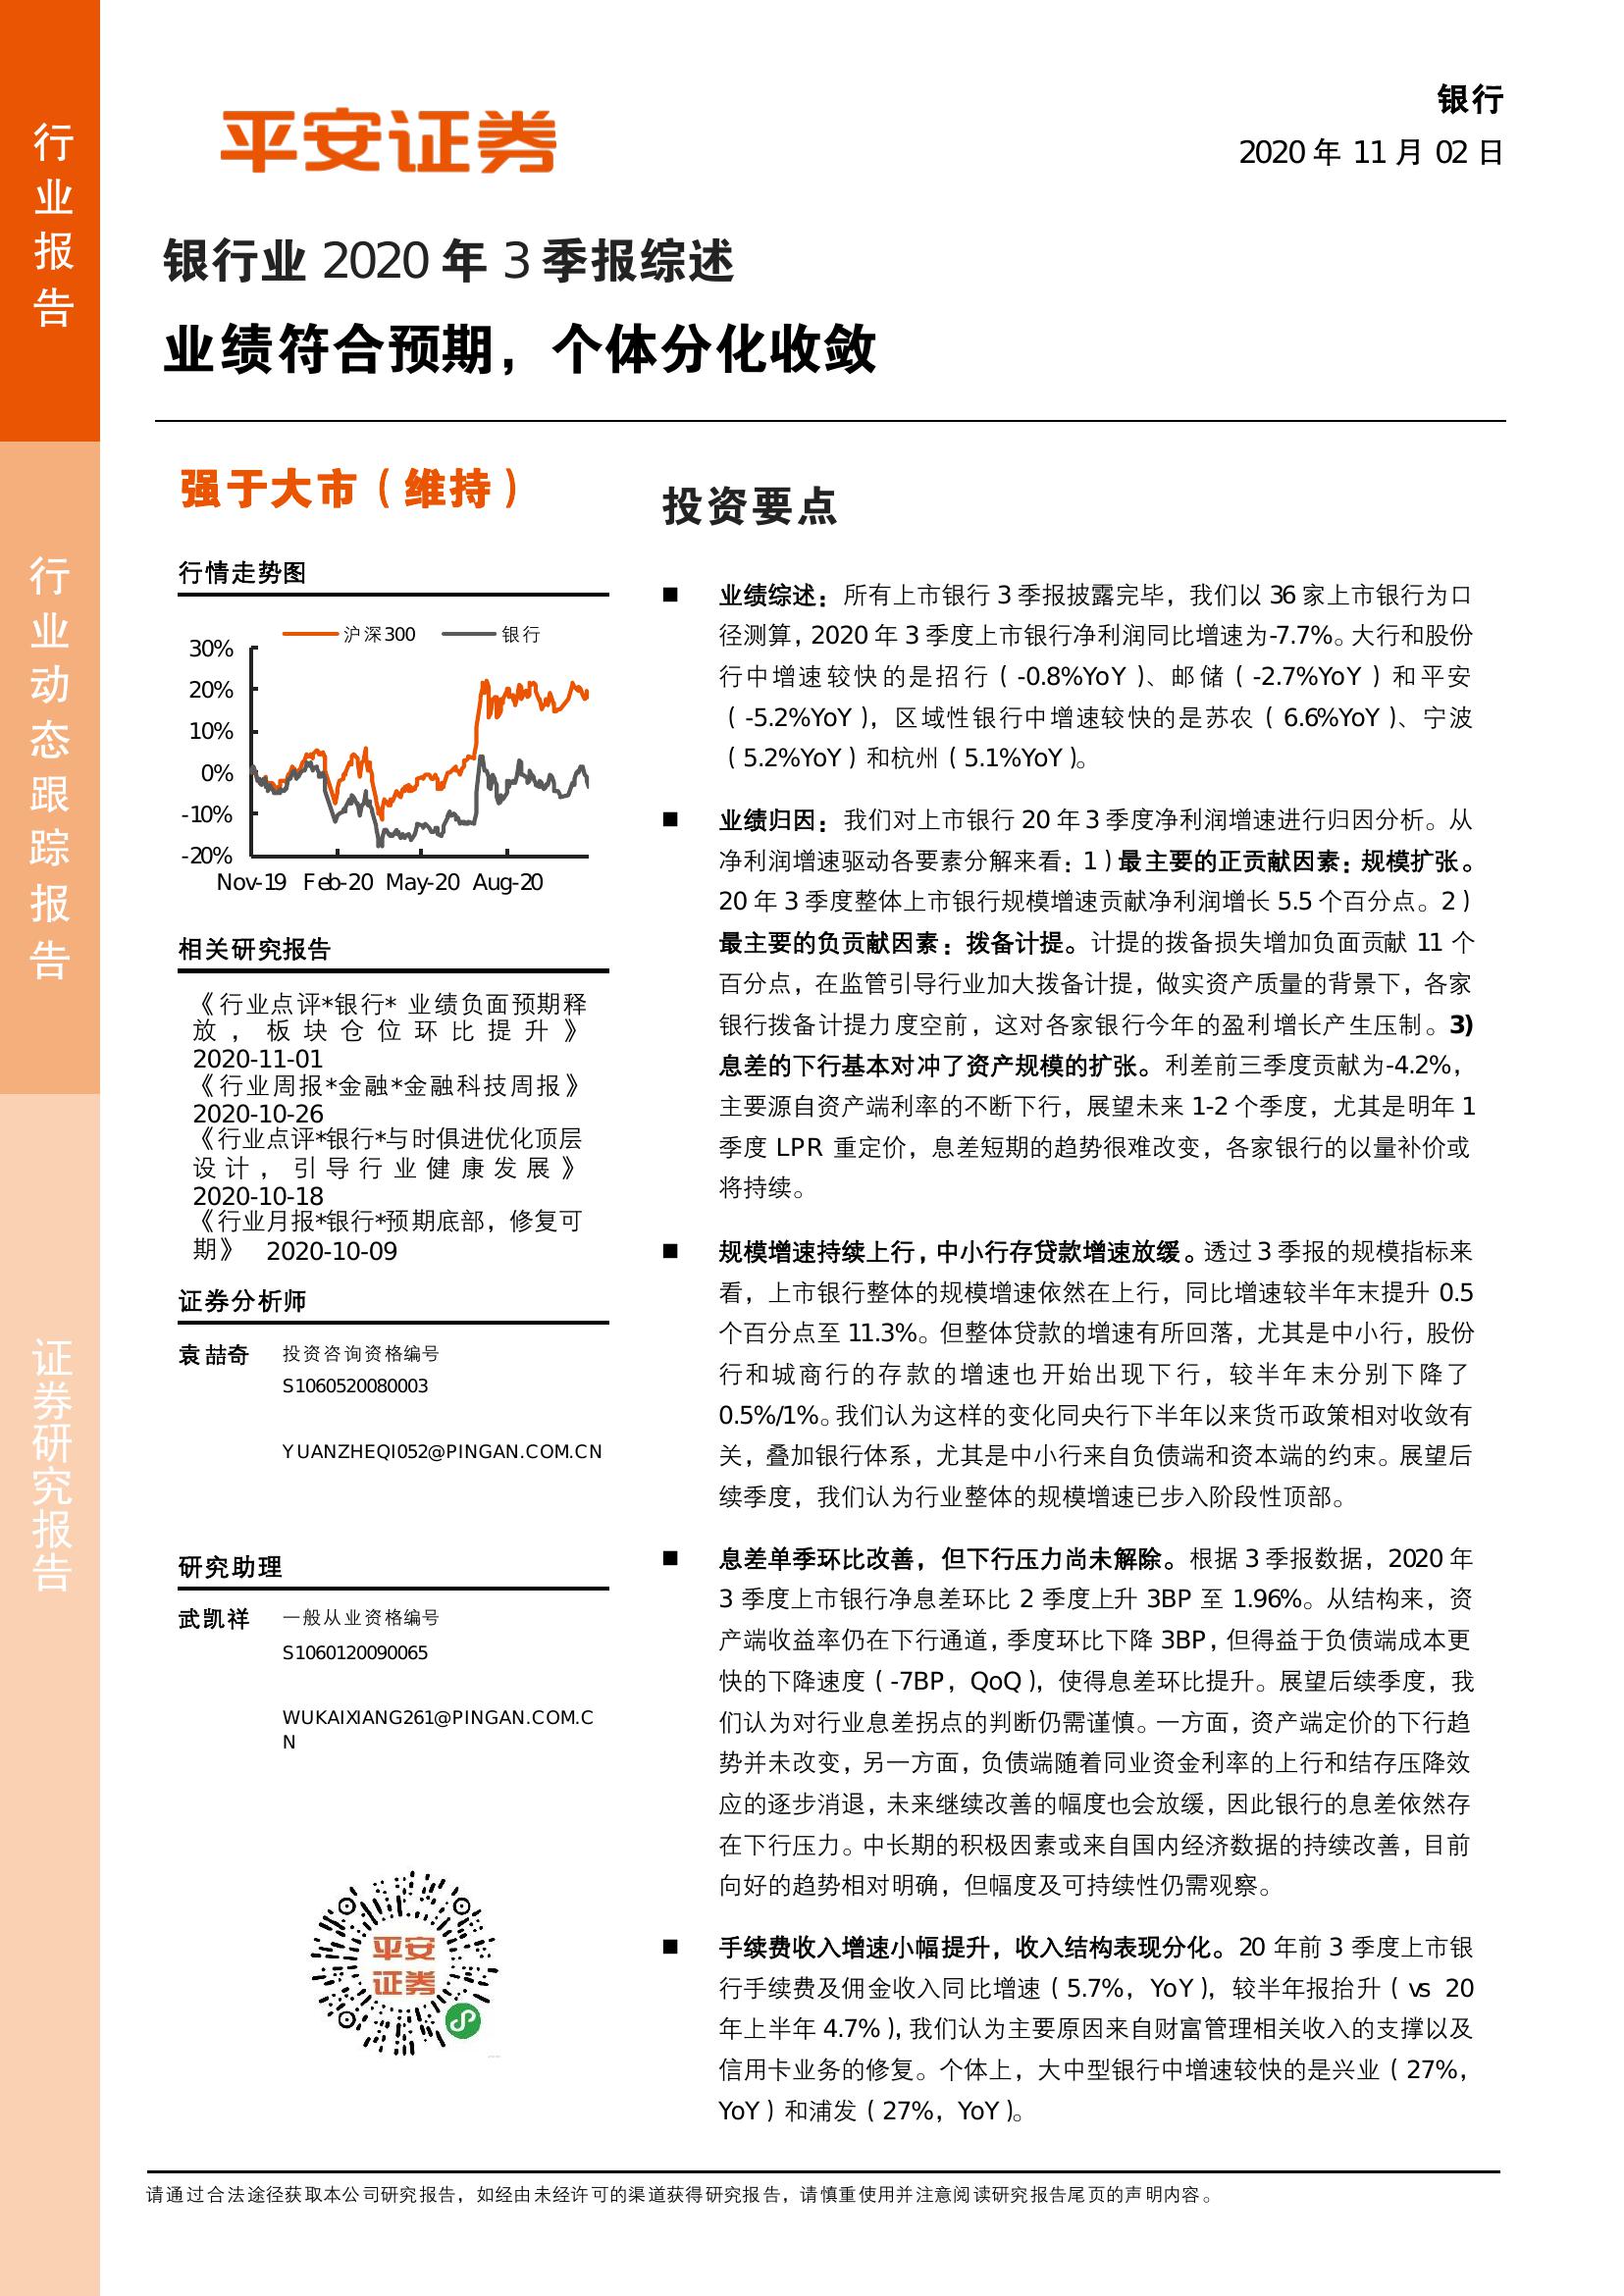 行业报告
行业动态跟踪报告
证券研究报告
平安证券
银行
2020 年 11 月 02 日
银行业 2020 年 3 季报综述
业绩符合预期，个体分化收敛
强于大市（维持）
行情走势图
沪深300 银行
30%
20%
10%
0%
-10%
-20%
Nov-19 Feb-20 May-20 Aug-20
相关研究报告
《行业点评*银行* 业绩负面预期释
放，板块仓位环比提升》
2020-11-01
《行业周报*金融*金融科技周报》
2020-10-26
《行业点评*银行*与时俱进优化顶层
设计，引导行业健康发展》
2020-10-18
《行业月报*银行*预期底部，修复可
期》 2020-10-09
证券分析师
袁喆奇 投资咨询资格编号
S1060520080003
YUANZHEQI052@PINGAN.COM.CN
研究助理
武凯祥 一般从业资格编号
S1060120090065
WUKAIXIANG261@PINGAN.COM.C
N
平安
证券
投资要点
■ 业绩综述：所有上市银行 3 季报披露完毕，我们以 36 家上市银行为口
径测算，2020 年 3 季度上市银行净利润同比增速为-7.7%。大行和股份
行中增速较快的是招行（-0.8%YoY）、邮储（-2.7%YoY）和平安
（-5.2%YoY），区域性银行中增速较快的是苏农（6.6%YoY）、宁波
（5.2%YoY）和杭州（5.1%YoY）。
■ 业绩归因：我们对上市银行 20 年 3 季度净利润增速进行归因分析。从
净利润增速驱动各要素分解来看：1）最主要的正贡献因素：规模扩张。
20 年 3 季度整体上市银行规模增速贡献净利润增长 5.5 个百分点。2）
最主要的负贡献因素：拨备计提。计提的拨备损失增加负面贡献 11 个
百分点，在监管引导行业加大拨备计提，做实资产质量的背景下，各家
银行拨备计提力度空前，这对各家银行今年的盈利增长产生压制。3)
息差的下行基本对冲了资产规模的扩张。利差前三季度贡献为-4.2%，
主要源自资产端利率的不断下行，展望未来 1-2 个季度，尤其是明年 1
季度 LPR 重定价，息差短期的趋势很难改变，各家银行的以量补价或
将持续。
■ 规模增速持续上行，中小行存贷款增速放缓。透过 3 季报的规模指标来
看，上市银行整体的规模增速依然在上行，同比增速较半年末提升 0.5
个百分点至 11.3%。但整体贷款的增速有所回落，尤其是中小行，股份
行和城商行的存款的增速也开始出现下行，较半年末分别下降了
0.5%/1%。我们认为这样的变化同央行下半年以来货币政策相对收敛有
关，叠加银行体系，尤其是中小行来自负债端和资本端的约束。展望后
续季度，我们认为行业整体的规模增速已步入阶段性顶部。
■ 息差单季环比改善，但下行压力尚未解除。根据 3 季报数据，2020 年
3 季度上市银行净息差环比 2 季度上升 3BP 至 1.96%。从结构来，资
产端收益率仍在下行通道，季度环比下降 3BP，但得益于负债端成本更
快的下降速度（-7BP，QoQ），使得息差环比提升。展望后续季度，我
们认为对行业息差拐点的判断仍需谨慎。一方面，资产端定价的下行趋
势并未改变，另一方面，负债端随着同业资金利率的上行和结存压降效
应的逐步消退，未来继续改善的幅度也会放缓，因此银行的息差依然存
在下行压力。中长期的积极因素或来自国内经济数据的持续改善，目前
向好的趋势相对明确，但幅度及可持续性仍需观察。
■ 手续费收入增速小幅提升，收入结构表现分化。20 年前 3 季度上市银
行手续费及佣金收入同比增速（5.7%，YoY），较半年报抬升（vs 20
年上半年 4.7%），我们认为主要原因来自财富管理相关收入的支撑以及
信用卡业务的修复。个体上，大中型银行中增速较快的是兴业（27%，
YoY）和浦发（27%，YoY）。
请通过合法途径获取本公司研究报告，如经由未经许可的渠道获得研究报告，请慎重使用并注意阅读研究报告尾页的声明内容。